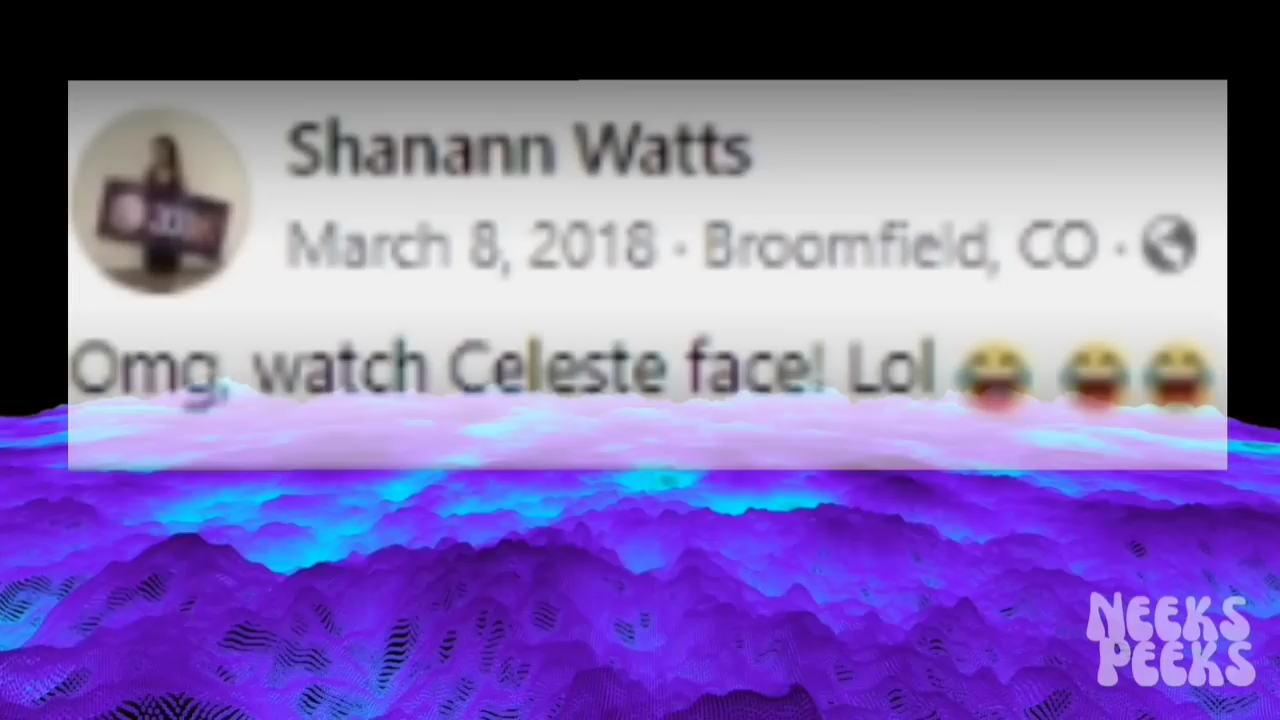 Shanann Watts
March 8, 2018 · Broomfield, CO ·
Omg, watch Celeste face! Lol 😂 😂 😂
NEEKS
PEEKS